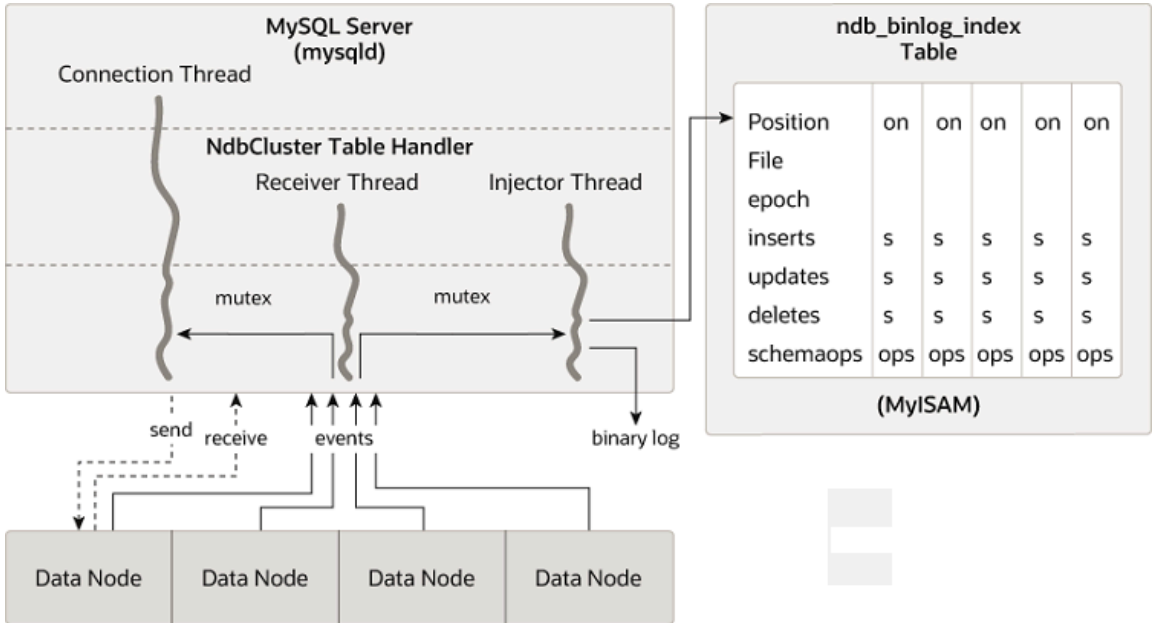 MySQL Server
(mysqld)
Connection Thread
NdbCluster Table Handler
Receiver Thread
Injector Thread
mutex
mutex
send
receive
events
binary log
Data Node
Data Node
Data Node
Data Node
ndb_binlog_index
Table
Position on on on on on
File
epoch
inserts s s s s s
updates s s s s s
deletes s s s s s
schemaops ops ops ops ops ops
(MyISAM)